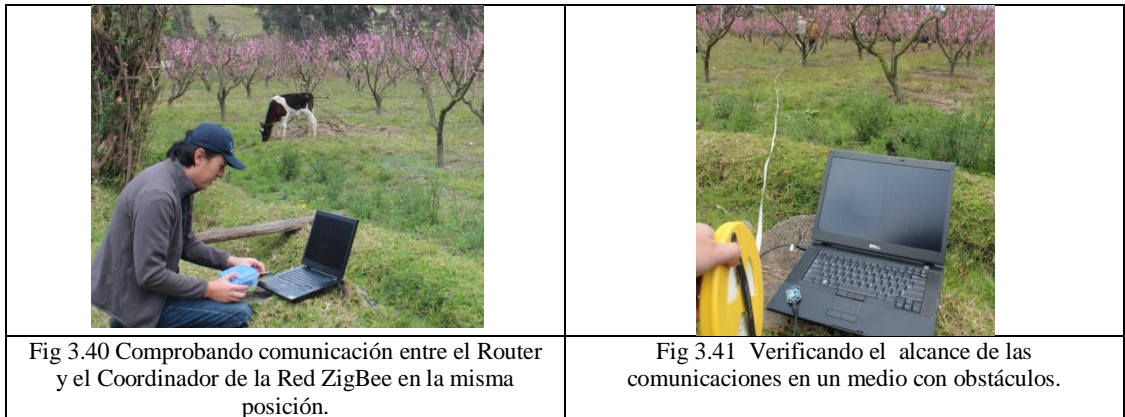 DELL
Fig 3.40 Comprobando comunicación entre el Router
y el Coordinador de la Red ZigBee en la misma
posición.
Fig 3.41 Verificando el alcance de las
comunicaciones en un medio con obstáculos.